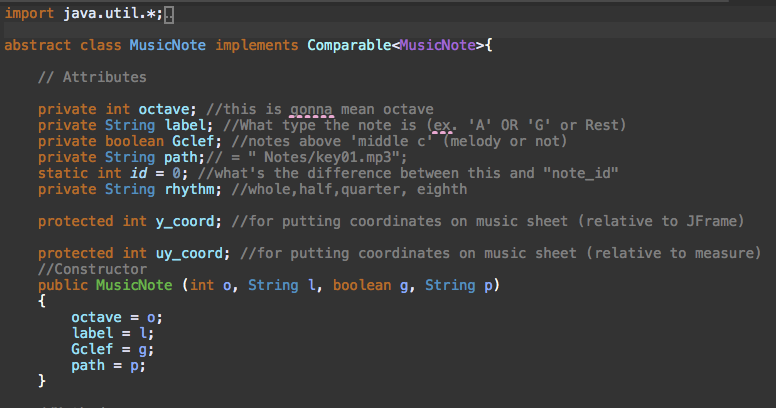 import java.util.*;
abstract class MusicNote implements Comparable<MusicNote>{
// Attributes
private int octave; //this is gonna mean octave
private String label; //What type the note is (ex. 'A' OR 'G' or Rest)
private boolean Gclef; //notes above 'middle c' (melody or not)
private String path;// = " Notes/key01.mp3";
static int id = 0; //what's the difference between this and "note_id"
private String rhythm; //whole,half,quarter, eighth
protected int y_coord; //for putting coordinates on music sheet (relative to JFrame)
protected int uy_coord; //for putting coordinates on music sheet (relative to measure)
//Constructor
public MusicNote (int o, String l, boolean g, String p)
{
octave = o;
label = l;
Gclef = g;
path = p;
}